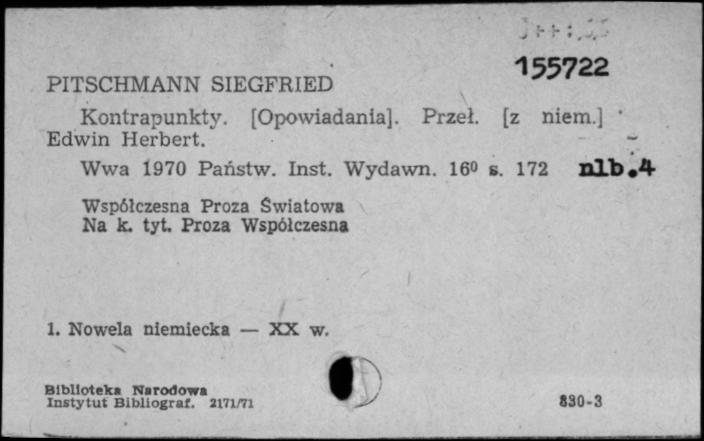 155722
PITSCHMANN SIEGFRIED
Kontrapunkty. [Opowiadania]. Przeł. [z niem.]
Edwin Herbert.
Wwa 1970 Państw. Inst. Wydawn. 16⁰ s. 172 nlb.4
Współczesna Proza Światowa
Na k. tyt. Proza Współczesna
1. Nowela niemiecka — XX w.
Biblioteka Narodowa
Instytut Bibliograf. 2171/71
830-3